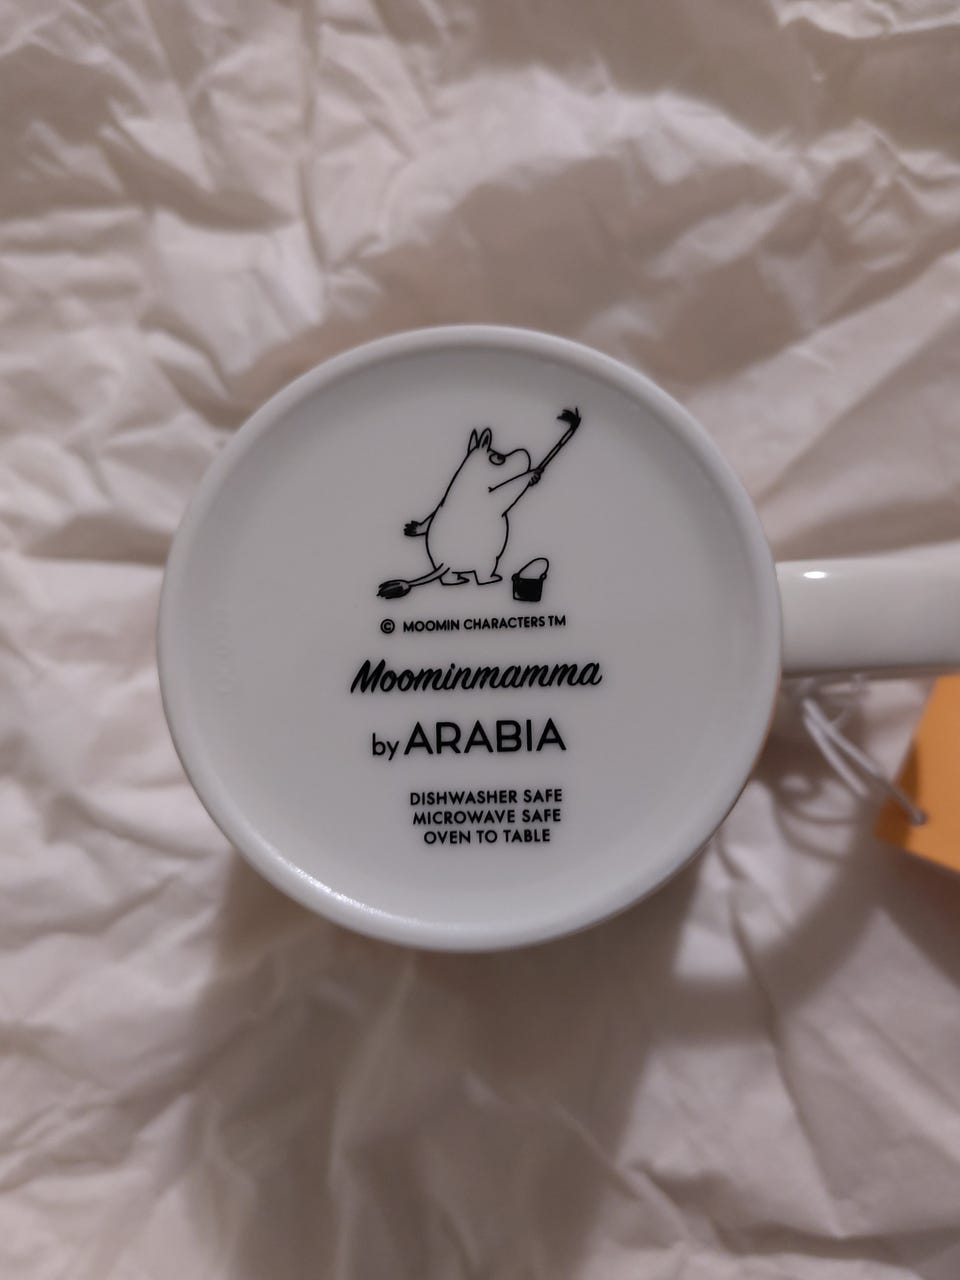 © MOOMIN CHARACTERS TM
Moominmamma
by ARABIA
DISHWASHER SAFE
MICROWAVE SAFE
OVEN TO TABLE